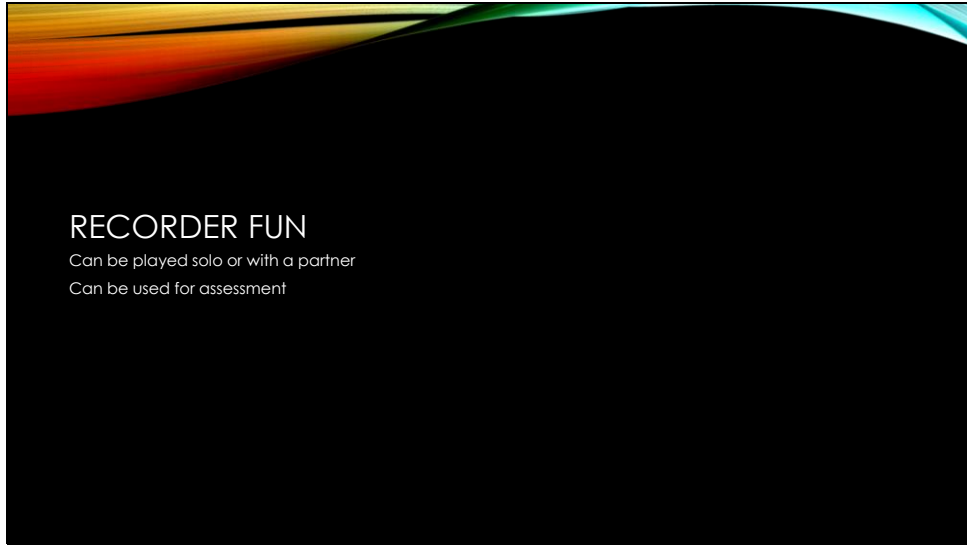 RECORDER FUN
Can be played solo or with a partner
Can be used for assessment